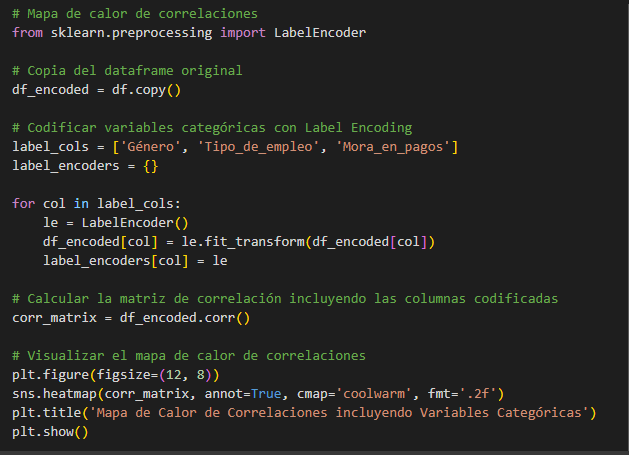 # Mapa de calor de correlaciones
from sklearn.preprocessing import LabelEncoder
# Copia del dataframe original
df_encoded = df.copy()
# Codificar variables categóricas con Label Encoding
label_cols = ['Género', 'Tipo_de_empleo', 'Mora_en_pagos']
label_encoders = {}
for col in label_cols:
    le = LabelEncoder()
    df_encoded[col] = le.fit_transform(df_encoded[col])
    label_encoders[col] = le
# Calcular la matriz de correlación incluyendo las columnas codificadas
corr_matrix = df_encoded.corr()
# Visualizar el mapa de calor de correlaciones
plt.figure(figsize=(12, 8))
sns.heatmap(corr_matrix, annot=True, cmap='coolwarm', fmt='.2f')
plt.title('Mapa de Calor de Correlaciones incluyendo Variables Categóricas')
plt.show()